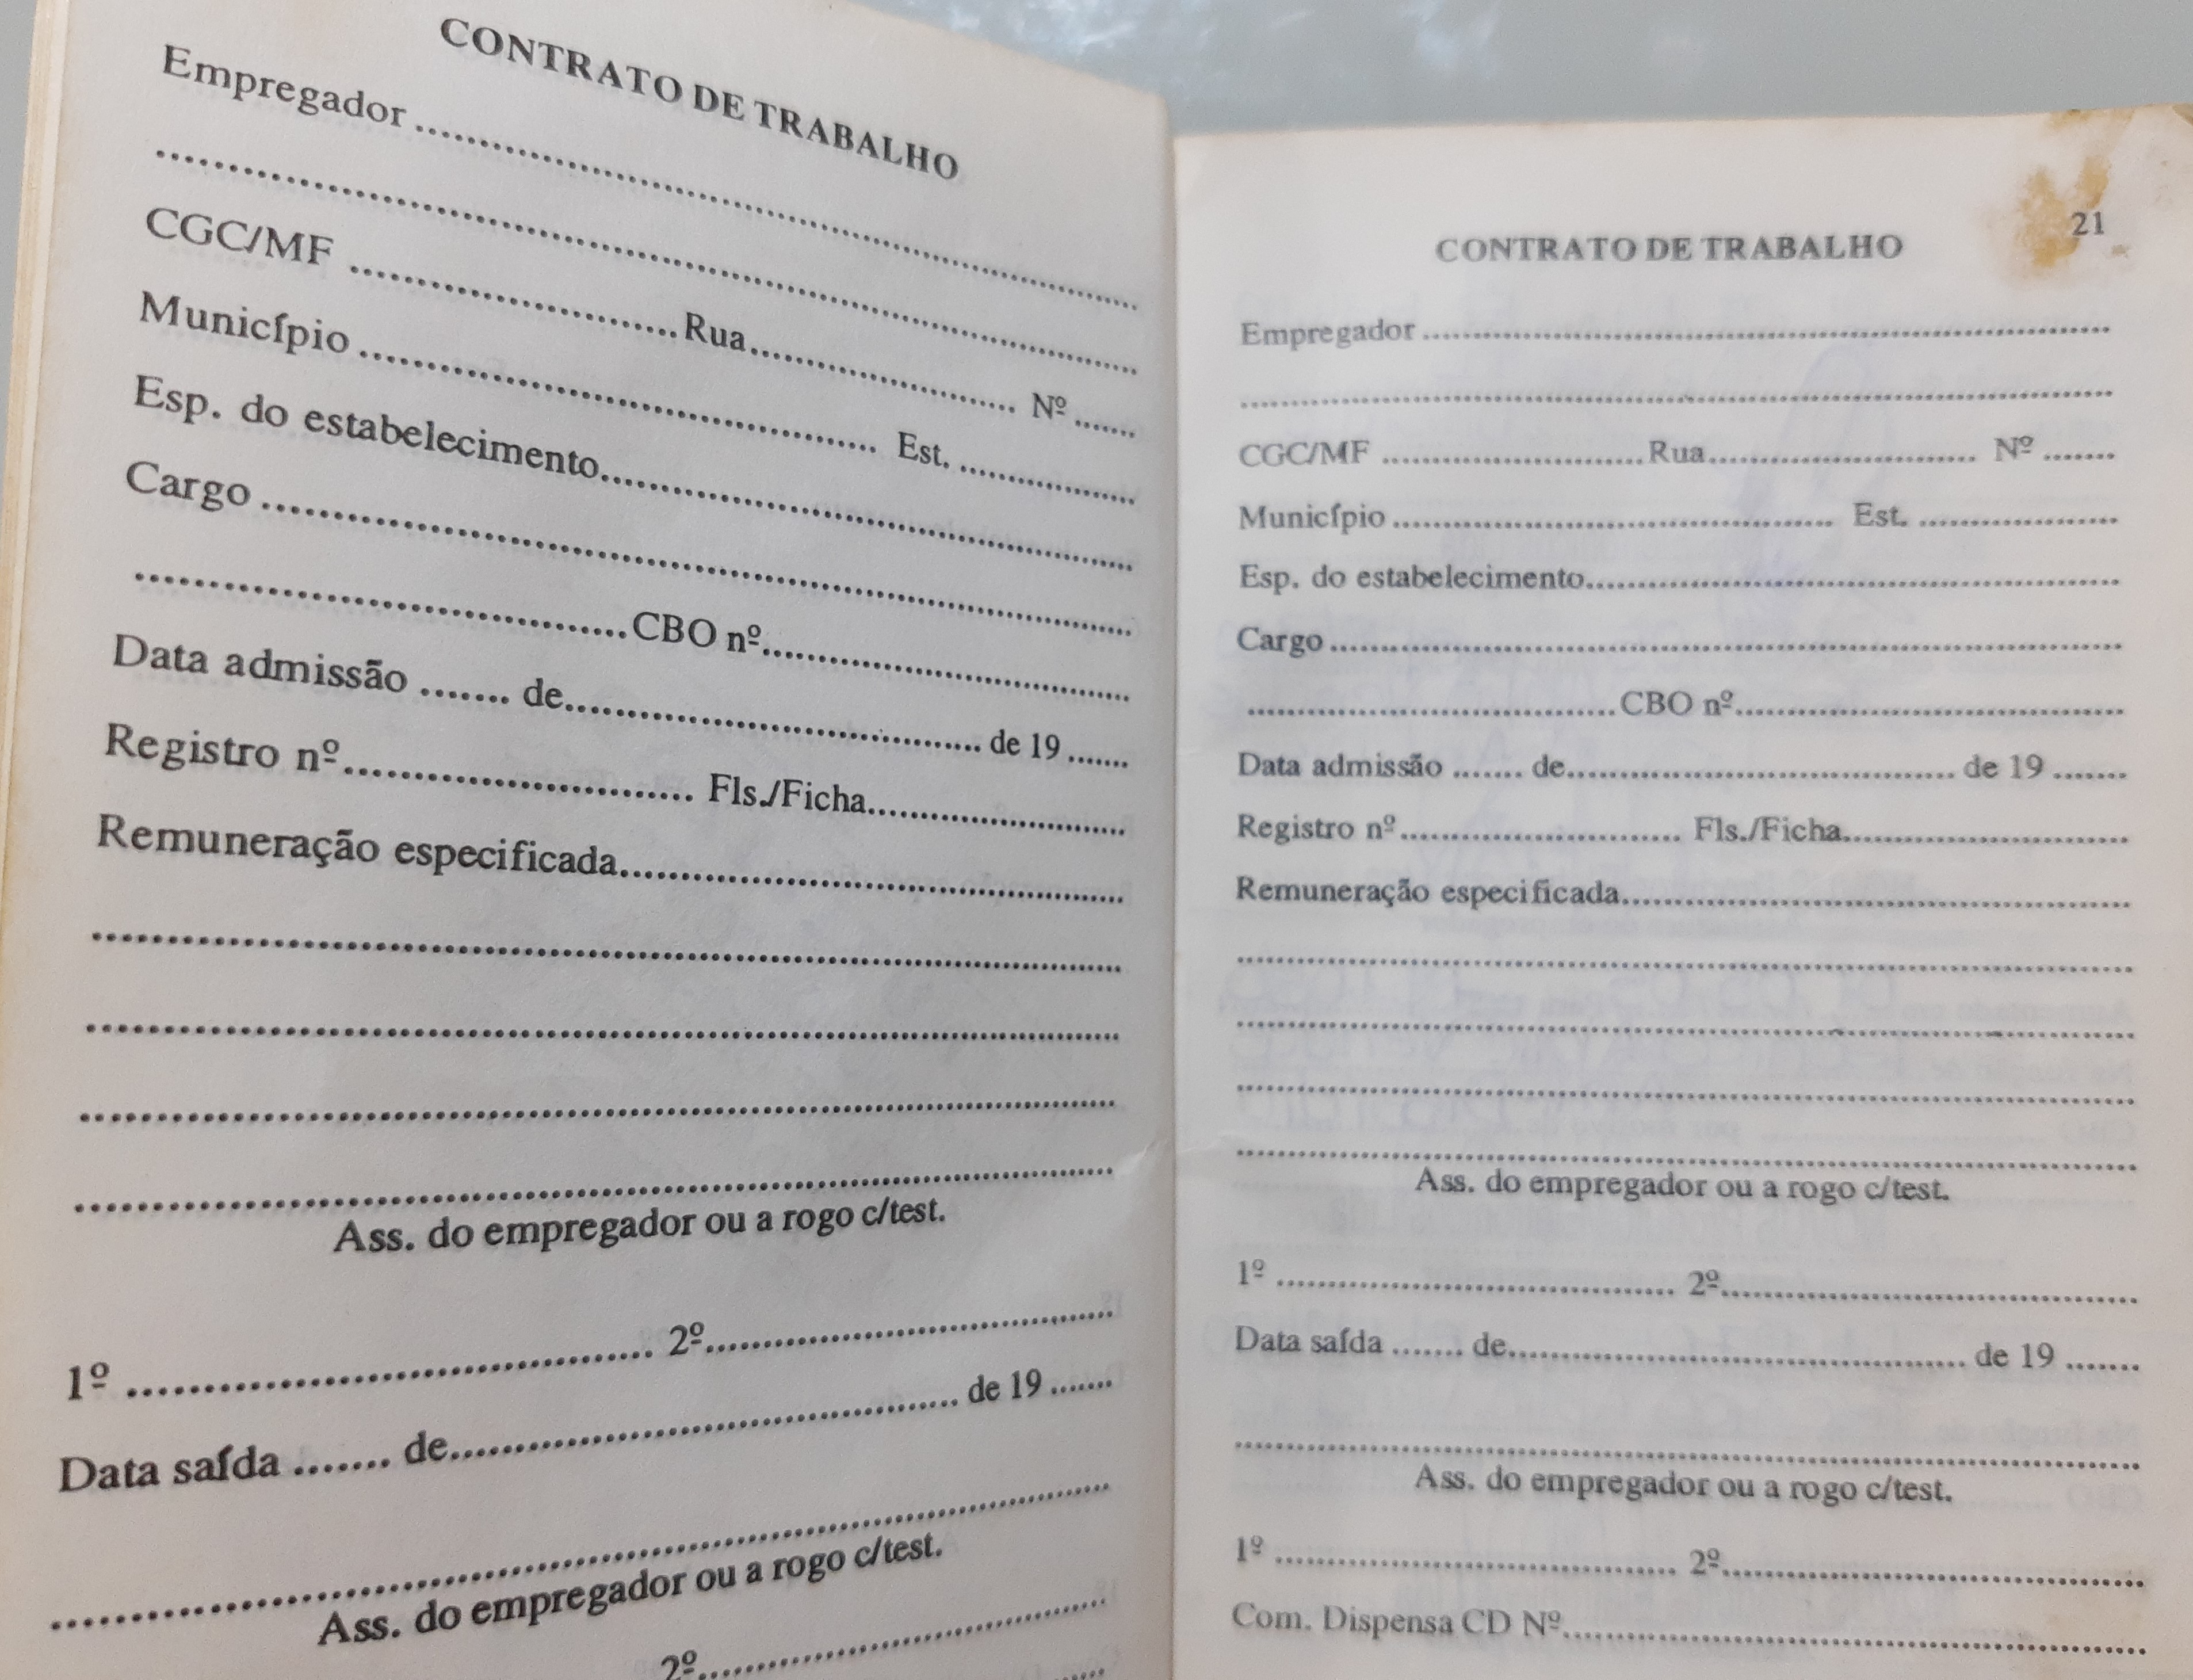 CONTRATO DE TRABALHO
Empregador ..............................
..............................
CGC/MF .................... Rua .................... Nº .......
Município .............................. Est. ..........
Esp. do estabelecimento ..............................
Cargo ..............................
.............................. CBO nº ....................
Data admissão ....... de .............................. de 19 .......
Registro nº .................... Fls./Ficha ....................
Remuneração especificada ..............................
..............................
..............................
..............................
..............................
Ass. do empregador ou a rogo c/test.
1º .................... 2º ....................
Data saída ....... de .............................. de 19 .......
..............................
Ass. do empregador ou a rogo c/test.
2º ....................
21
CONTRATO DE TRABALHO
Empregador ..............................
..............................
CGC/MF .................... Rua .................... Nº .......
Município .............................. Est. ..........
Esp. do estabelecimento ..............................
Cargo ..............................
.............................. CBO nº ....................
Data admissão ....... de .............................. de 19 .......
Registro nº .................... Fls./Ficha ....................
Remuneração especificada ..............................
..............................
..............................
..............................
..............................
Ass. do empregador ou a rogo c/test.
1º .................... 2º ....................
Data saída ....... de .............................. de 19 .......
..............................
Ass. do empregador ou a rogo c/test.
1º .................... 2º ....................
Com. Dispensa CD Nº ..............................